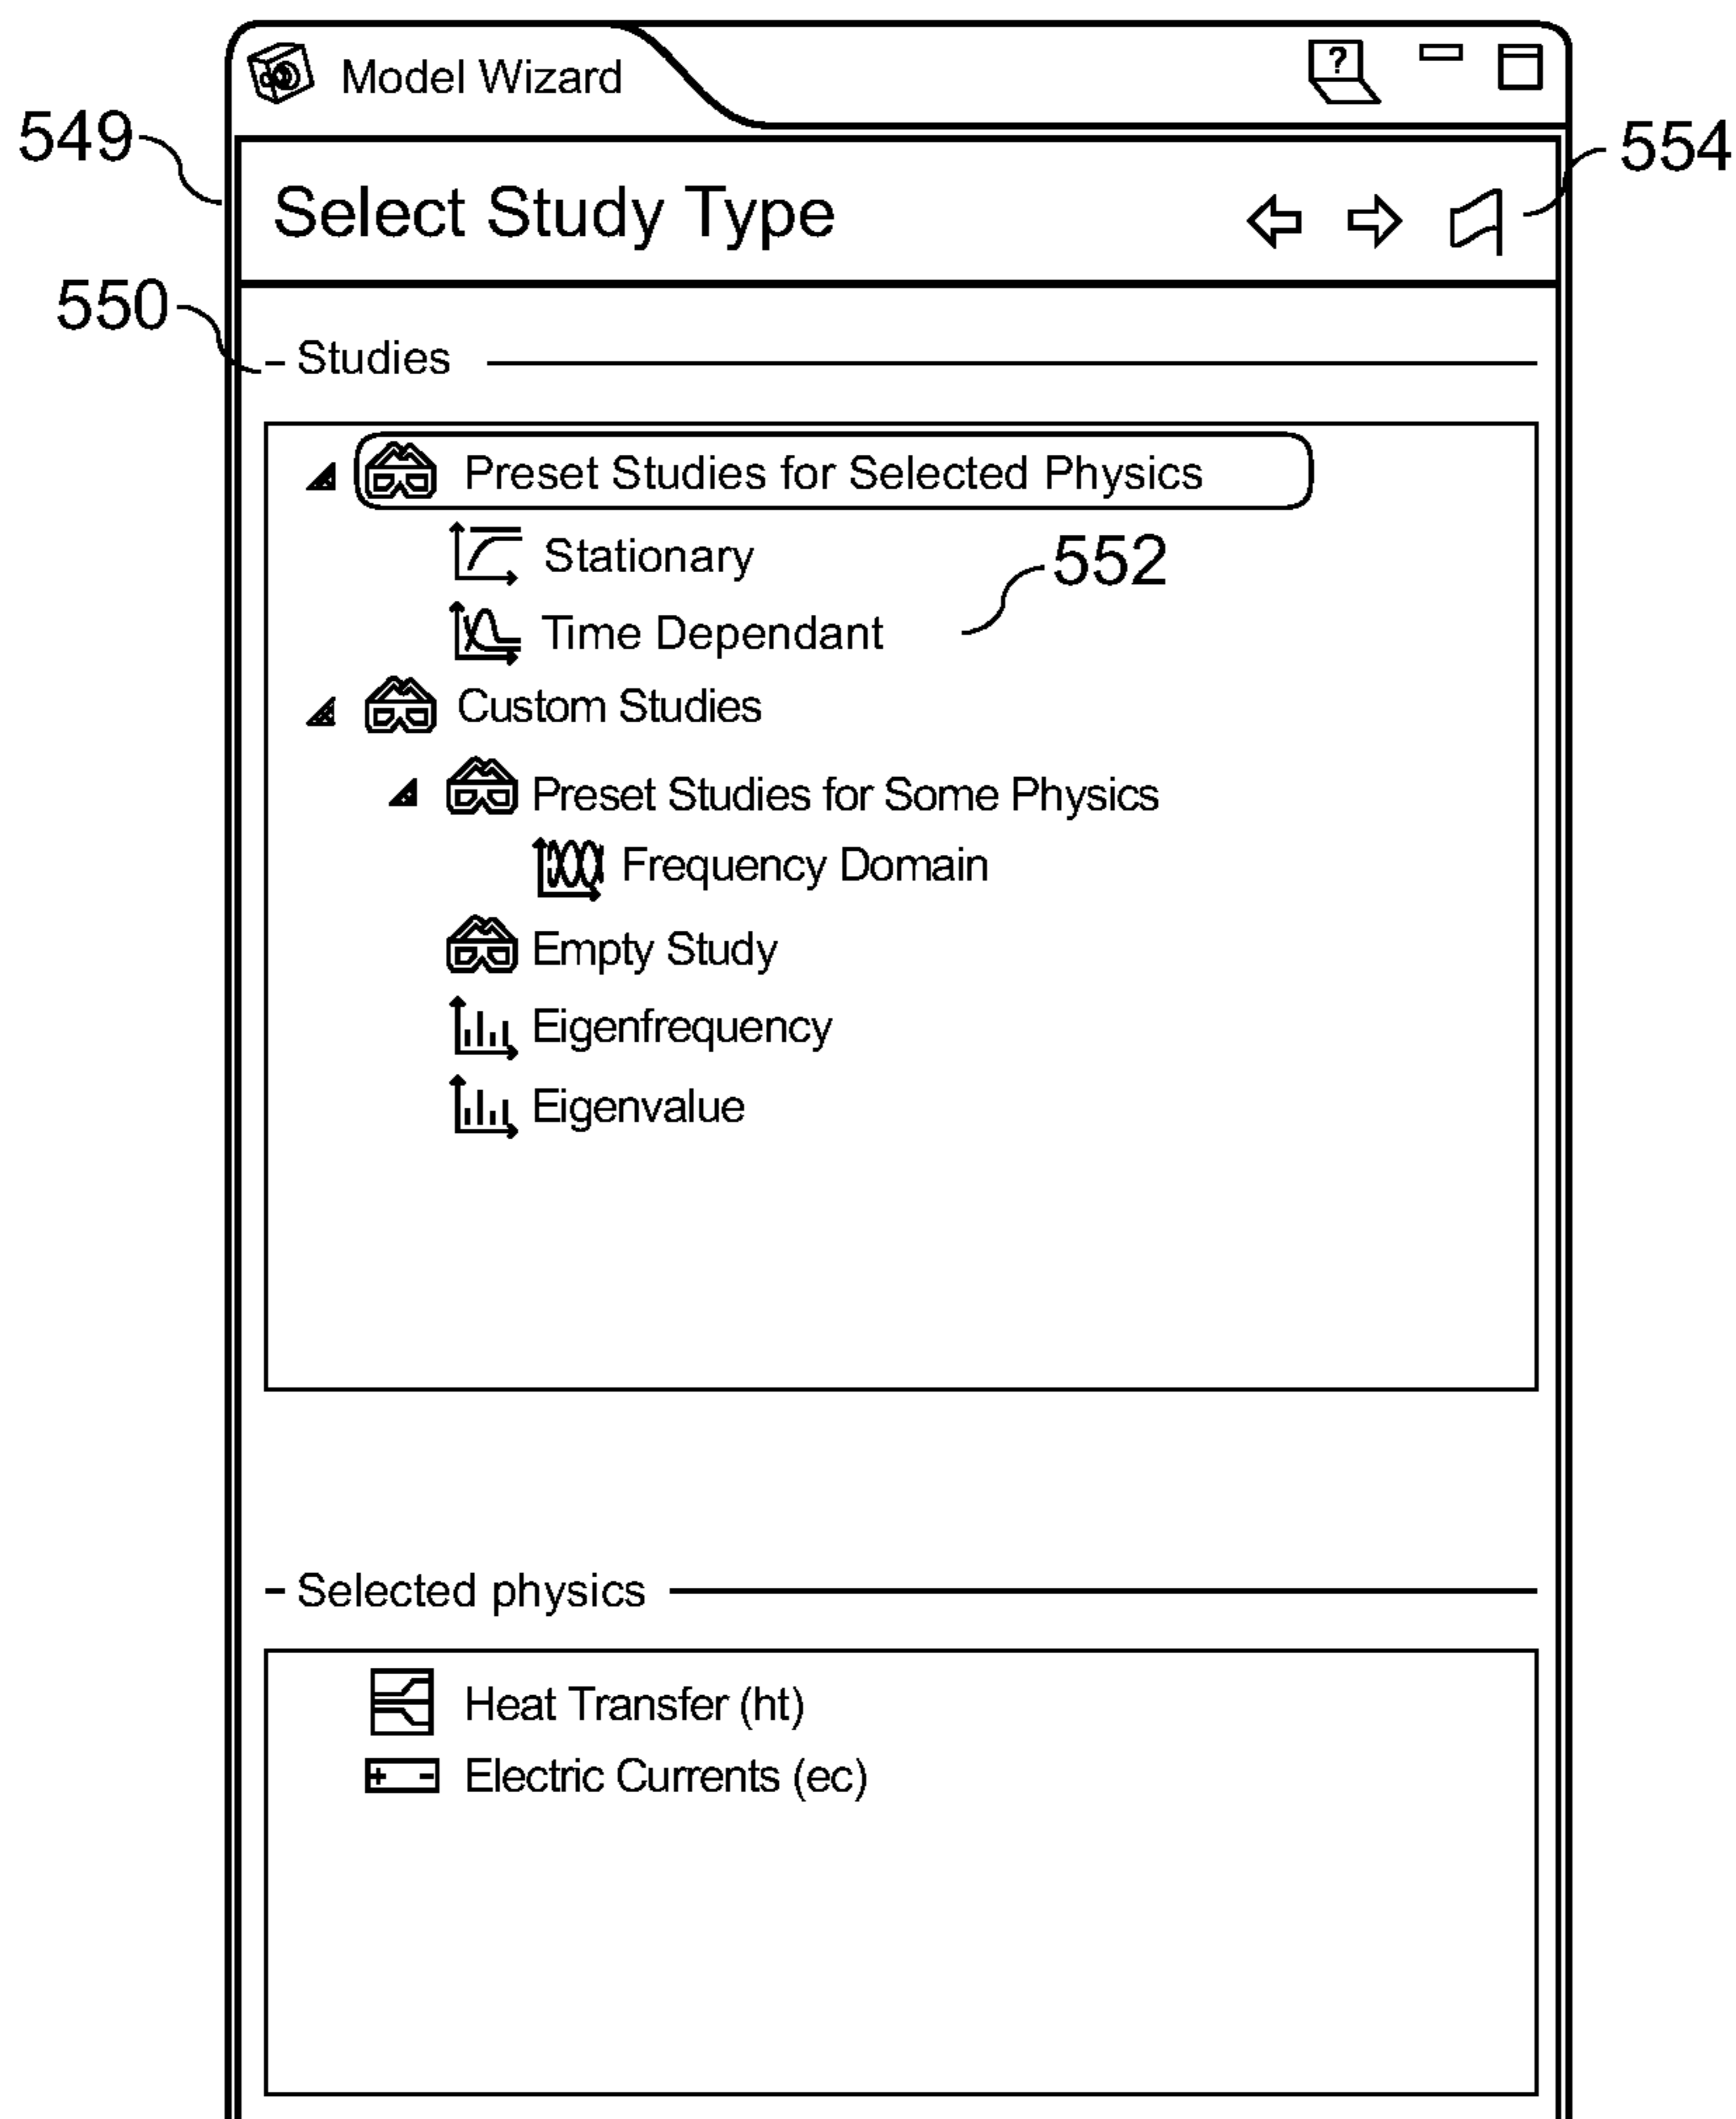 Model Wizard ?
549
554
Select Study Type
550
Studies
Preset Studies for Selected Physics
Stationary
552
Time Dependant
Custom Studies
Preset Studies for Some Physics
Frequency Domain
Empty Study
Eigenfrequency
Eigenvalue
Selected physics
Heat Transfer (ht)
+ - Electric Currents (ec)